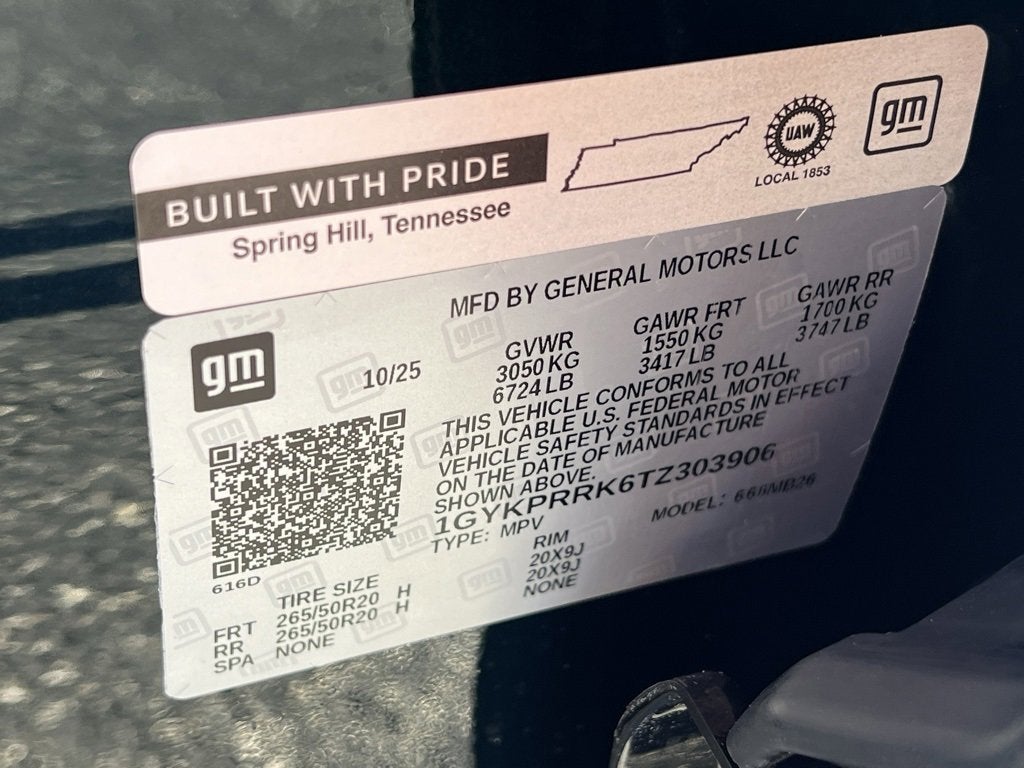 BUILT WITH PRIDE
Spring Hill, Tennessee
UAW
LOCAL 1853
gm
MFD BY GENERAL MOTORS LLC
gm
10/25
GVWR GAWR FRT GAWR RR
3050 KG 1550 KG 1700 KG
6724 LB 3417 LB 3747 LB
THIS VEHICLE CONFORMS TO ALL
APPLICABLE U.S. FEDERAL MOTOR
VEHICLE SAFETY STANDARDS IN EFFECT
ON THE DATE OF MANUFACTURE
SHOWN ABOVE.
1GYKPRRK6TZ303906
TYPE: MPV MODEL:
616D
TIRE SIZE RIM
FRT 265/50R20 H 20X9J
RR 265/50R20 H 20X9J
SPA NONE NONE